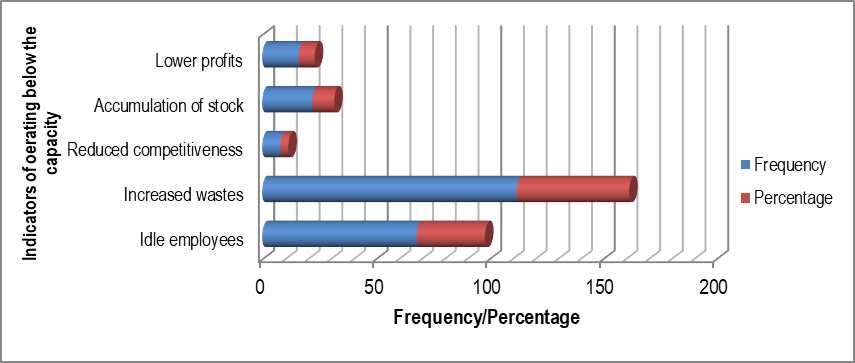 Indicators of oerating below the
capacity
Lower profits
Accumulation of stock
Reduced competitiveness
Increased wastes
Idle employees
0 50 100 150 200
Frequency/Percentage
Frequency
Percentage